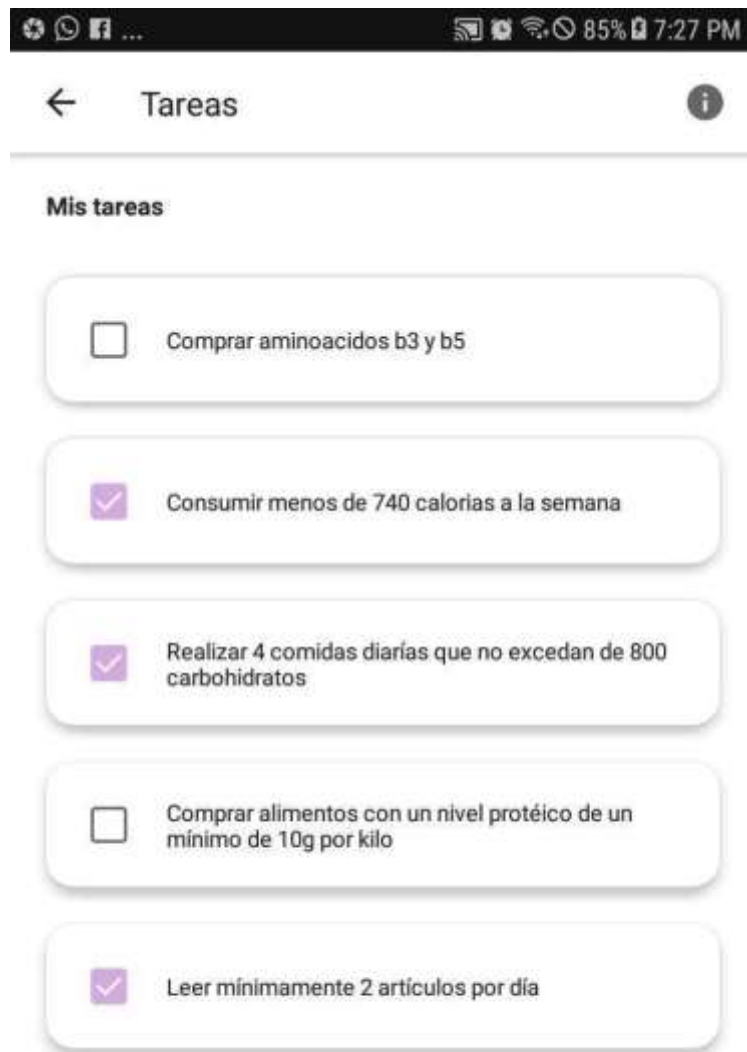 ... 85% 7:27 PM
Tareas
Mis tareas
Comprar aminoacidos b3 y b5
Consumir menos de 740 calorias a la semana
Realizar 4 comidas diarías que no excedan de 800
carbohidratos
Comprar alimentos con un nivel protéico de un
mínimo de 10g por kilo
Leer mínimamente 2 artículos por día